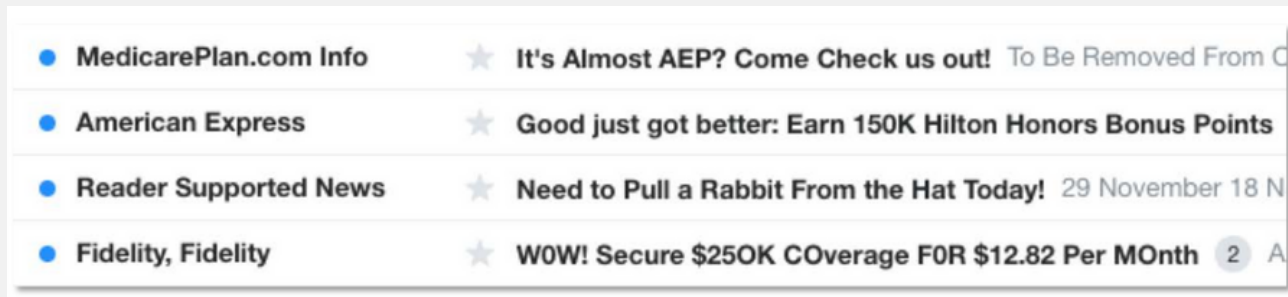 MedicarePlan.com Info It's Almost AEP? Come Check us out! To Be Removed From
American Express Good just got better: Earn 150K Hilton Honors Bonus Points
Reader Supported News Need to Pull a Rabbit From the Hat Today! 29 November 18
Fidelity, Fidelity W0W! Secure $25OK COverage F0R $12.82 Per MOnth 2